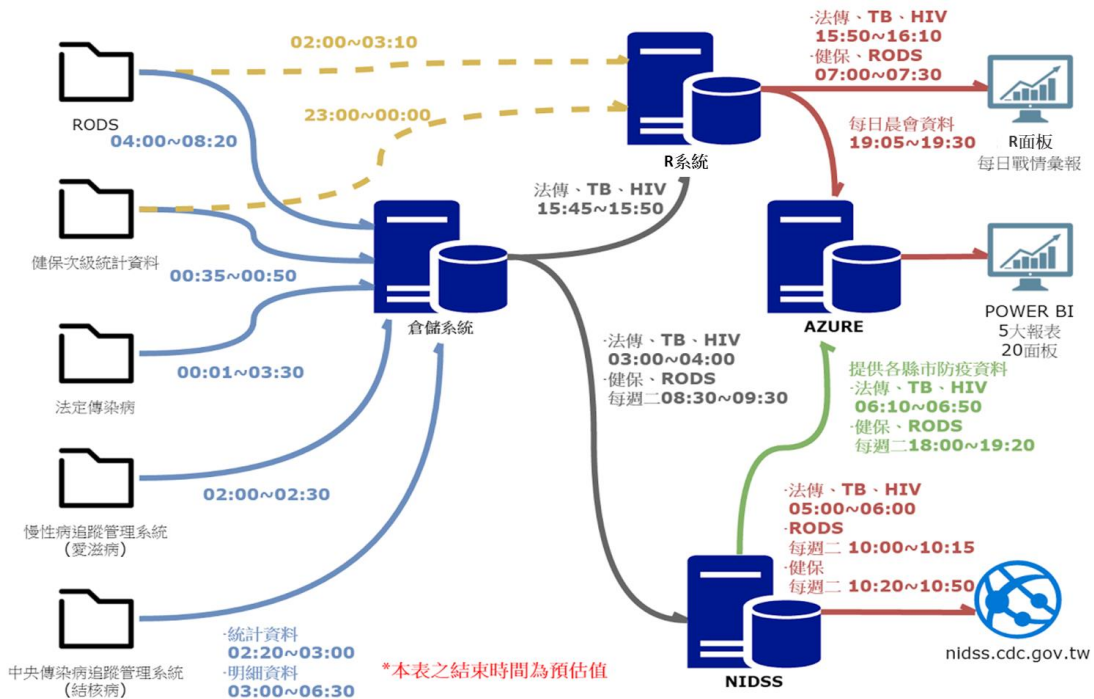 RODS
健保次級統計資料
法定傳染病
慢性病追蹤管理系統
(愛滋病)
中央傳染病追蹤管理系統
(結核病)
02:00~03:10
23:00~00:00
04:00~08:20
00:35~00:50
00:01~03:30
02:00~02:30
·統計資料
02:20~03:00
·明細資料
03:00~06:30
倉儲系統
法傳、TB、HIV
15:45~15:50
·法傳、TB、HIV
03:00~04:00
·健保、RODS
每週二08:30~09:30
R系統
·法傳、TB、HIV
15:50~16:10
·健保、RODS
07:00~07:30
每日晨會資料
19:05~19:30
R面板
每日戰情彙報
AZURE
POWER BI
5大報表
20面板
提供各縣市防疫資料
·法傳、TB、HIV
06:10~06:50
·健保、RODS
每週二18:00~19:20
·法傳、TB、HIV
05:00~06:00
·RODS
每週二 10:00~10:15
·健保
每週二 10:20~10:50
NIDSS
nidss.cdc.gov.tw
*本表之結束時間為預估值